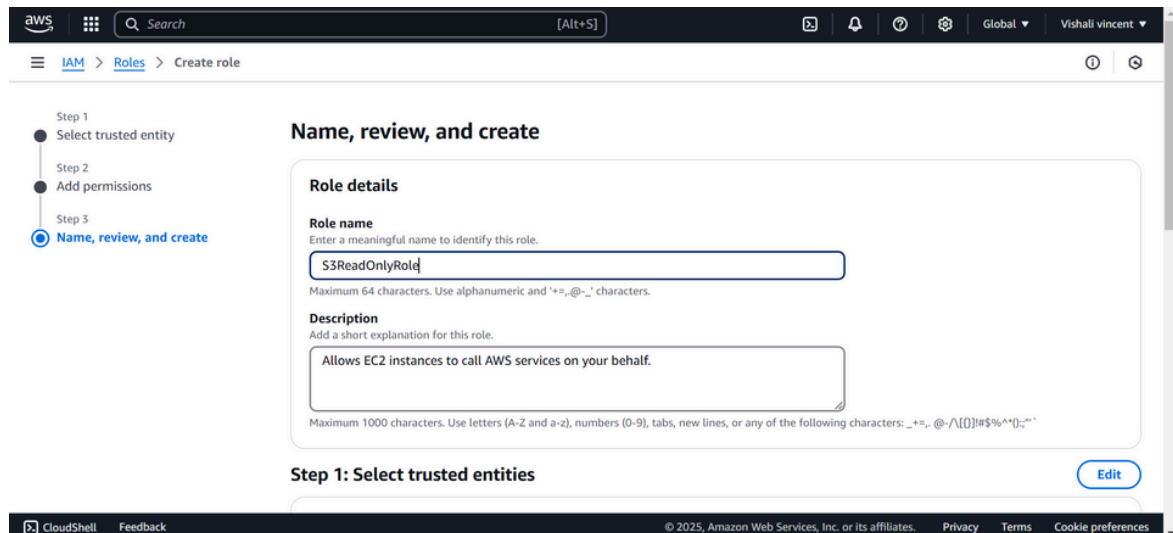 aws Search [Alt+S] Global Vishali vincent
IAM > Roles > Create role
Step 1
Select trusted entity
Step 2
Add permissions
Step 3
Name, review, and create
Name, review, and create
Role details
Role name
Enter a meaningful name to identify this role.
S3ReadOnlyRole
Maximum 64 characters. Use alphanumeric and '+=,.@-_' characters.
Description
Add a short explanation for this role.
Allows EC2 instances to call AWS services on your behalf.
Maximum 1000 characters. Use letters (A-Z and a-z), numbers (0-9), tabs, new lines, or any of the following characters: _+=,. @-/\[{}]!#$%^*();:"'`
Step 1: Select trusted entities
Edit
CloudShell Feedback © 2025, Amazon Web Services, Inc. or its affiliates. Privacy Terms Cookie preferences